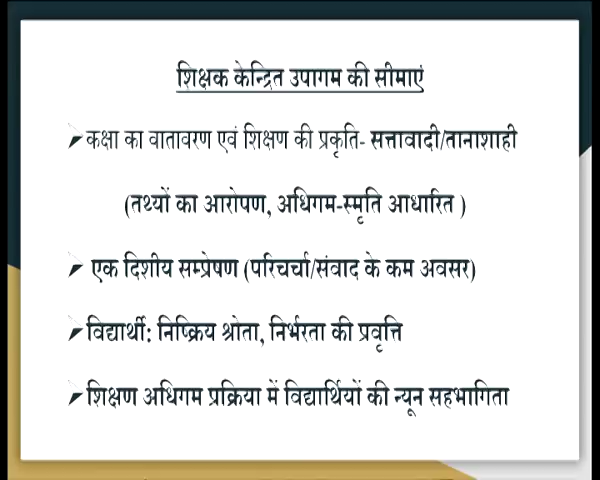 शिक्षक केन्द्रित उपागम की सीमाएं
➤कक्षा का वातावरण एवं शिक्षण की प्रकृति- सत्तावादी/तानाशाही
(तथ्यों का आरोपण, अधिगम-स्मृति आधारित )
➤ एक दिशीय सम्प्रेषण (परिचर्चा/संवाद के कम अवसर)
➤विद्यार्थी: निष्क्रिय श्रोता, निर्भरता की प्रवृत्ति
➤शिक्षण अधिगम प्रक्रिया में विद्यार्थियों की न्यून सहभागिता